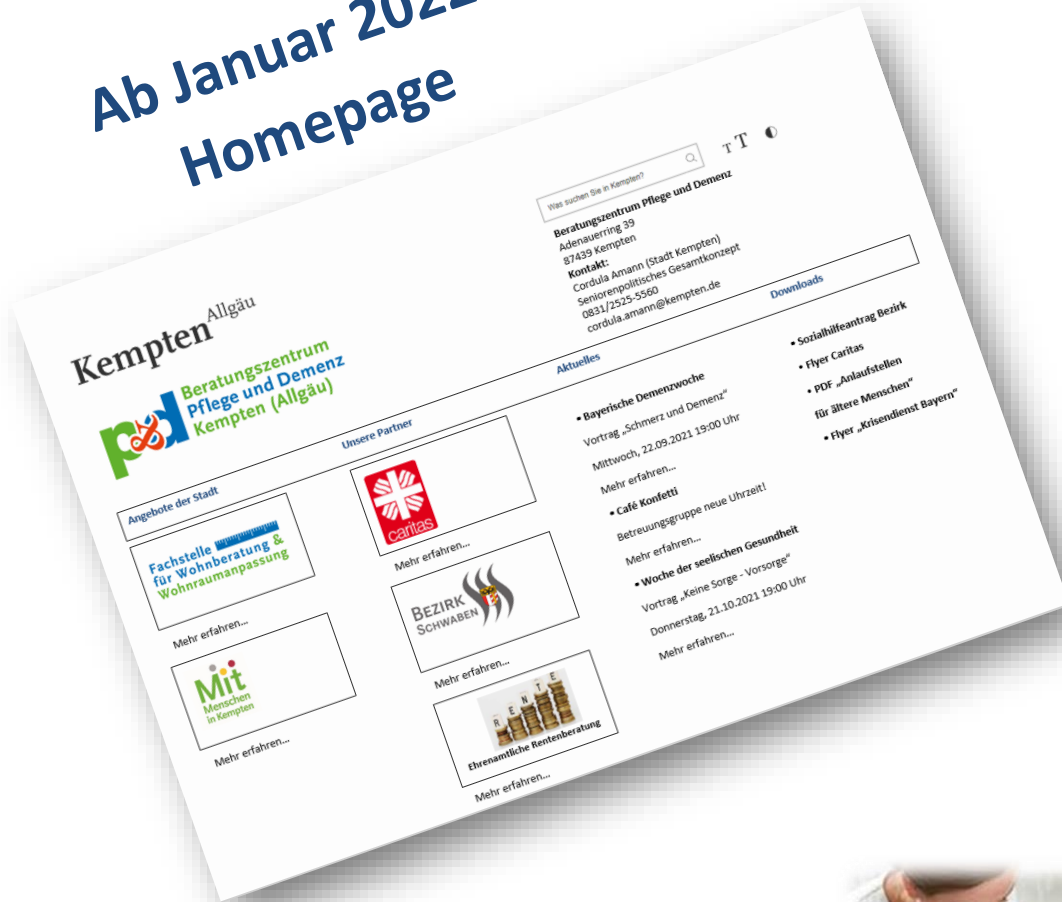 Ab Januar 2022
Homepage
Was suchen Sie in Kempten?
T T
Beratungszentrum Pflege und Demenz
Adenauerring 39
87439 Kempten
Kontakt:
Cordula Amann (Stadt Kempten)
Seniorenpolitisches Gesamtkonzept
0831/2525-5560
cordula.amann@kempten.de
Kempten Allgäu
p&d
Beratungszentrum
Pflege und Demenz
Kempten (Allgäu)
Angebote der Stadt
Unsere Partner
Aktuelles
Downloads
Fachstelle
für Wohnberatung &
Wohnraumanpassung
Mehr erfahren...
Mit
Menschen
in Kempten
Mehr erfahren...
caritas
Mehr erfahren...
BEZIRK
SCHWABEN
Mehr erfahren...
RENTE
Ehrenamtliche Rentenberatung
Mehr erfahren...
• Bayerische Demenzwoche
Vortrag „Schmerz und Demenz“
Mittwoch, 22.09.2021 19:00 Uhr
Mehr erfahren...
• Café Konfetti
Betreuungsgruppe neue Uhrzeit!
Mehr erfahren...
• Woche der seelischen Gesundheit
Vortrag „Keine Sorge - Vorsorge“
Donnerstag, 21.10.2021 19:00 Uhr
Mehr erfahren...
• Sozialhilfeantrag Bezirk
• Flyer Caritas
• PDF „Anlaufstellen
für ältere Menschen“
• Flyer „Krisendienst Bayern“